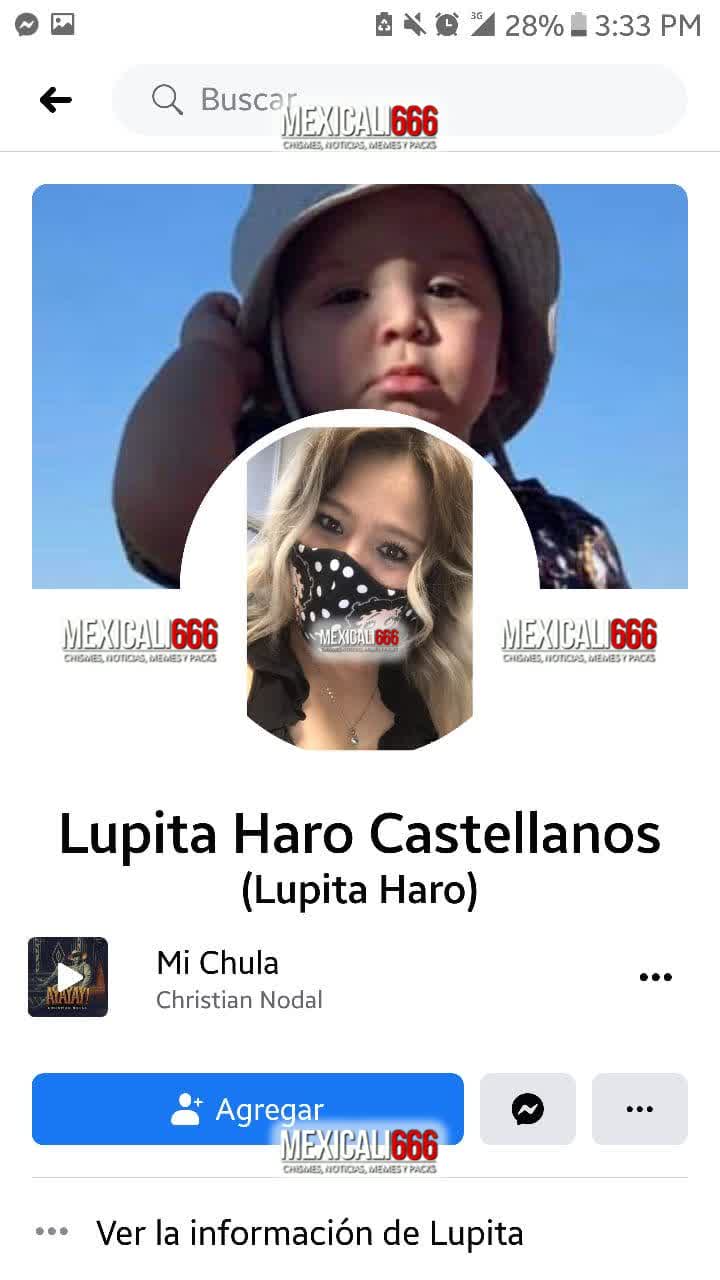 3G 28% 3:33 PM
Buscar
MEXICALI666
CHISMES, NOTICIAS, MEMES Y PACKS
MEXICALI666
CHISMES, NOTICIAS, MEMES Y PACKS
MEXICALI666
MEXICALI666
CHISMES, NOTICIAS, MEMES Y PACKS
Lupita Haro Castellanos
(Lupita Haro)
AYAYAY!
CHRISTIAN NODAL
Mi Chula
Christian Nodal
Agregar
MEXICALI666
CHISMES, NOTICIAS, MEMES Y PACKS
Ver la información de Lupita